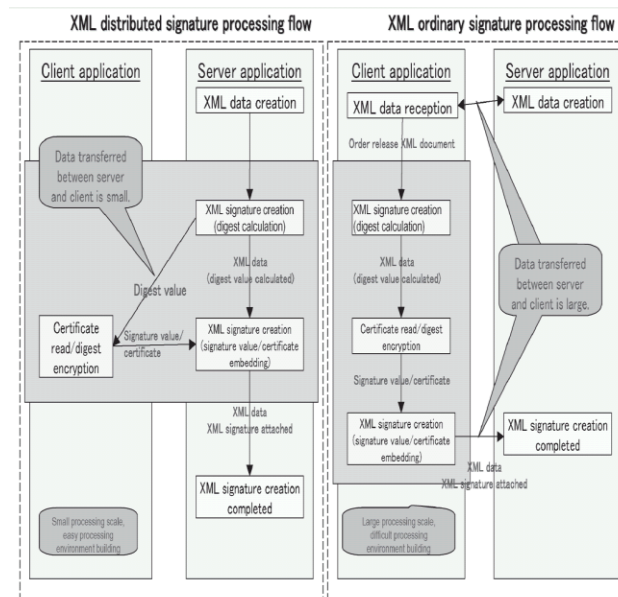 XML distributed signature processing flow
Client application
Server application
XML data creation
Data transferred
between server
and client is small.
XML signature creation
(digest calculation)
XML data
(digest value calculated)
Digest value
Certificate
read/digest
encryption
Signature value/
certificate
XML signature creation
(signature value/certificate
embedding)
XML data
XML signature attached
XML signature creation
completed
Small processing scale,
easy processing
environment building
XML ordinary signature processing flow
Client application
Server application
XML data reception
XML data creation
Order release XML document
XML signature creation
(digest calculation)
XML data
(digest value calculated)
Data transferred
between server
and client is large.
Certificate read/digest
encryption
Signature value/certificate
XML signature creation
(signature value/certificate
embedding)
XML signature creation
completed
XML data
XML signature attached
Large processing scale,
difficult processing
environment building